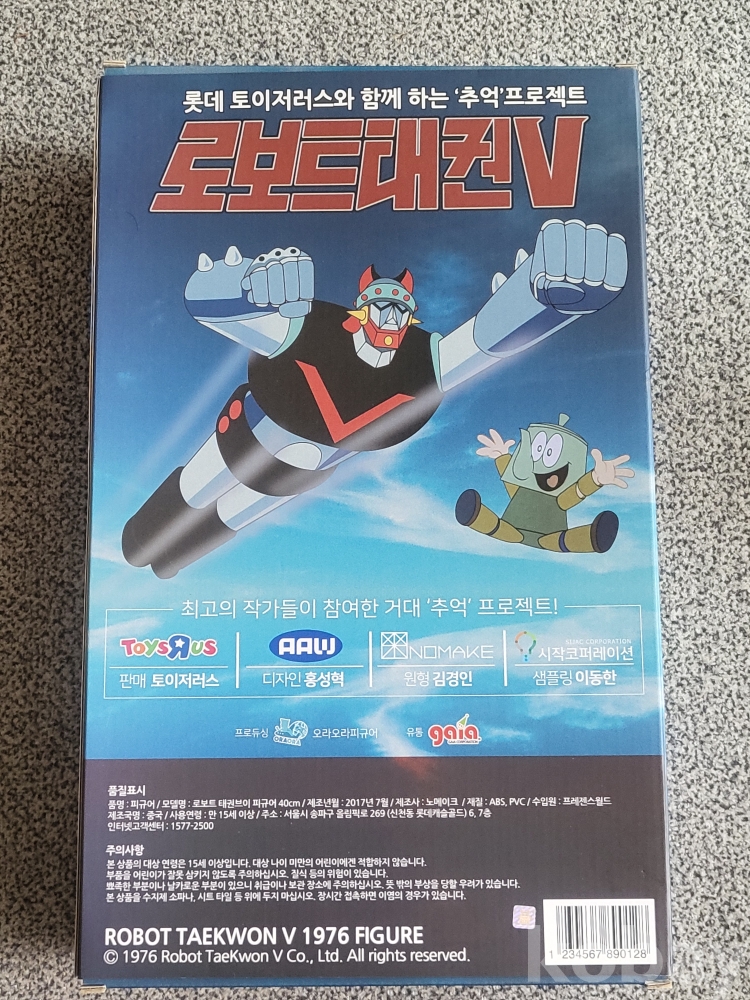 롯데 토이저러스와 함께 하는 '추억'프로젝트
로보트태권V
최고의 작가들이 참여한 거대 '추억' 프로젝트!
TOYSRUS
판매 토이저러스
AAW
디자인 홍성혁
NOMAKE
원형 김경인
SIJAC CORPORATION
시작코퍼레이션
샘플링 이동한
프로듀싱 ORAORA 오라오라피규어 유통 gaia
품질표시
품명 : 피규어 / 모델명 : 로보트 태권브이 피규어 40cm / 제조년월 : 2017년 7월 / 제조사 : 노메이크 / 재질 : ABS, PVC / 수입원 : 프레젠스월드
제조국명 : 중국 / 사용연령 : 만 15세 이상 / 주소 : 서울시 송파구 올림픽로 269 (신천동 롯데캐슬골드) 6, 7층
인터넷고객센터 : 1577-2500
주의사항
본 상품의 대상 연령은 15세 이상입니다. 대상 나이 미만의 어린이에겐 적합하지 않습니다.
부품을 어린이가 잘못 삼키지 않도록 주의하십시오. 질식 등의 위험이 있습니다.
뾰족한 부분이나 날카로운 부분이 있으니 취급이나 보관 장소에 주의하십시오. 뜻 밖의 부상을 당할 우려가 있습니다.
본 상품을 수지제 소파나, 시트 타일 등 위에 두지 마십시오. 장시간 접촉하면 이염의 경우가 있습니다.
ROBOT TAEKWON V 1976 FIGURE
© 1976 Robot TaeKwon V Co., Ltd. All rights reserved.
1 234567 890128